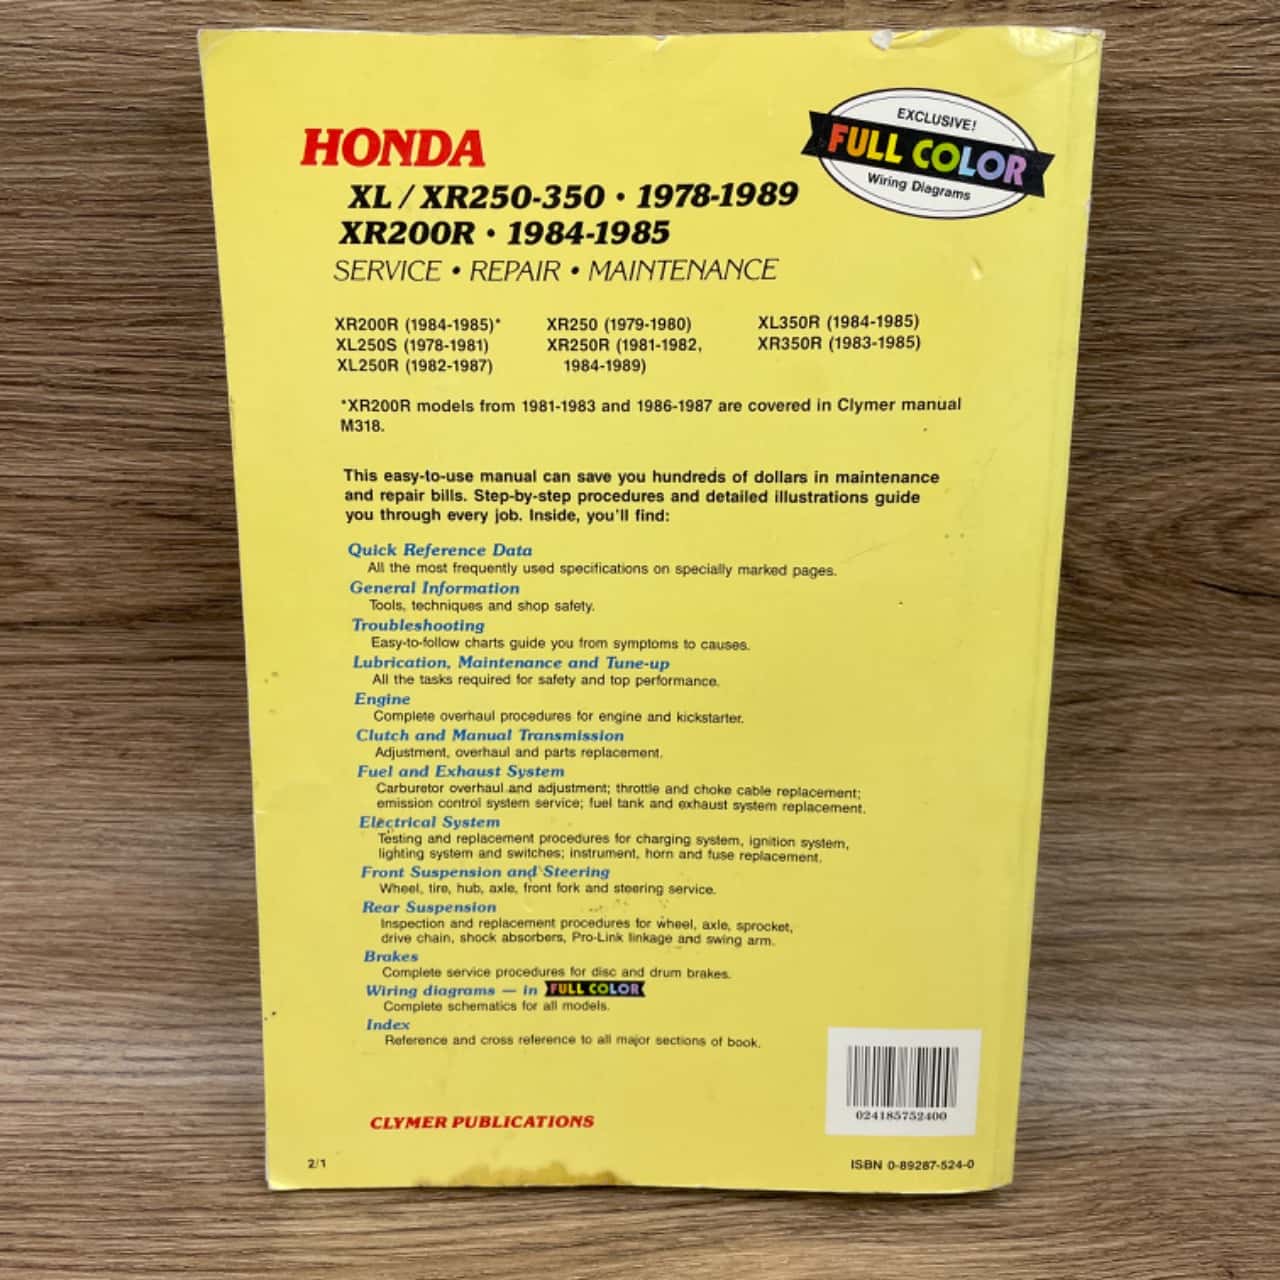 EXCLUSIVE!
FULL COLOR
Wiring Diagrams
HONDA
XL / XR250-350 • 1978-1989
XR200R • 1984-1985
SERVICE • REPAIR • MAINTENANCE
XR200R (1984-1985)*
XL250S (1978-1981)
XL250R (1982-1987)
XR250 (1979-1980)
XR250R (1981-1982,
1984-1989)
XL350R (1984-1985)
XR350R (1983-1985)
*XR200R models from 1981-1983 and 1986-1987 are covered in Clymer manual
M318.
This easy-to-use manual can save you hundreds of dollars in maintenance
and repair bills. Step-by-step procedures and detailed illustrations guide
you through every job. Inside, you'll find:
Quick Reference Data
All the most frequently used specifications on specially marked pages.
General Information
Tools, techniques and shop safety.
Troubleshooting
Easy-to-follow charts guide you from symptoms to causes.
Lubrication, Maintenance and Tune-up
All the tasks required for safety and top performance.
Engine
Complete overhaul procedures for engine and kickstarter.
Clutch and Manual Transmission
Adjustment, overhaul and parts replacement.
Fuel and Exhaust System
Carburetor overhaul and adjustment; throttle and choke cable replacement;
emission control system service; fuel tank and exhaust system replacement.
Electrical System
Testing and replacement procedures for charging system, ignition system,
lighting system and switches; instrument, horn and fuse replacement.
Front Suspension and Steering
Wheel, tire, hub, axle, front fork and steering service.
Rear Suspension
Inspection and replacement procedures for wheel, axle, sprocket,
drive chain, shock absorbers, Pro-Link linkage and swing arm.
Brakes
Complete service procedures for disc and drum brakes.
Wiring diagrams — in FULL COLOR
Complete schematics for all models.
Index
Reference and cross reference to all major sections of book.
024185752400
CLYMER PUBLICATIONS
2/1
ISBN 0-89287-524-0